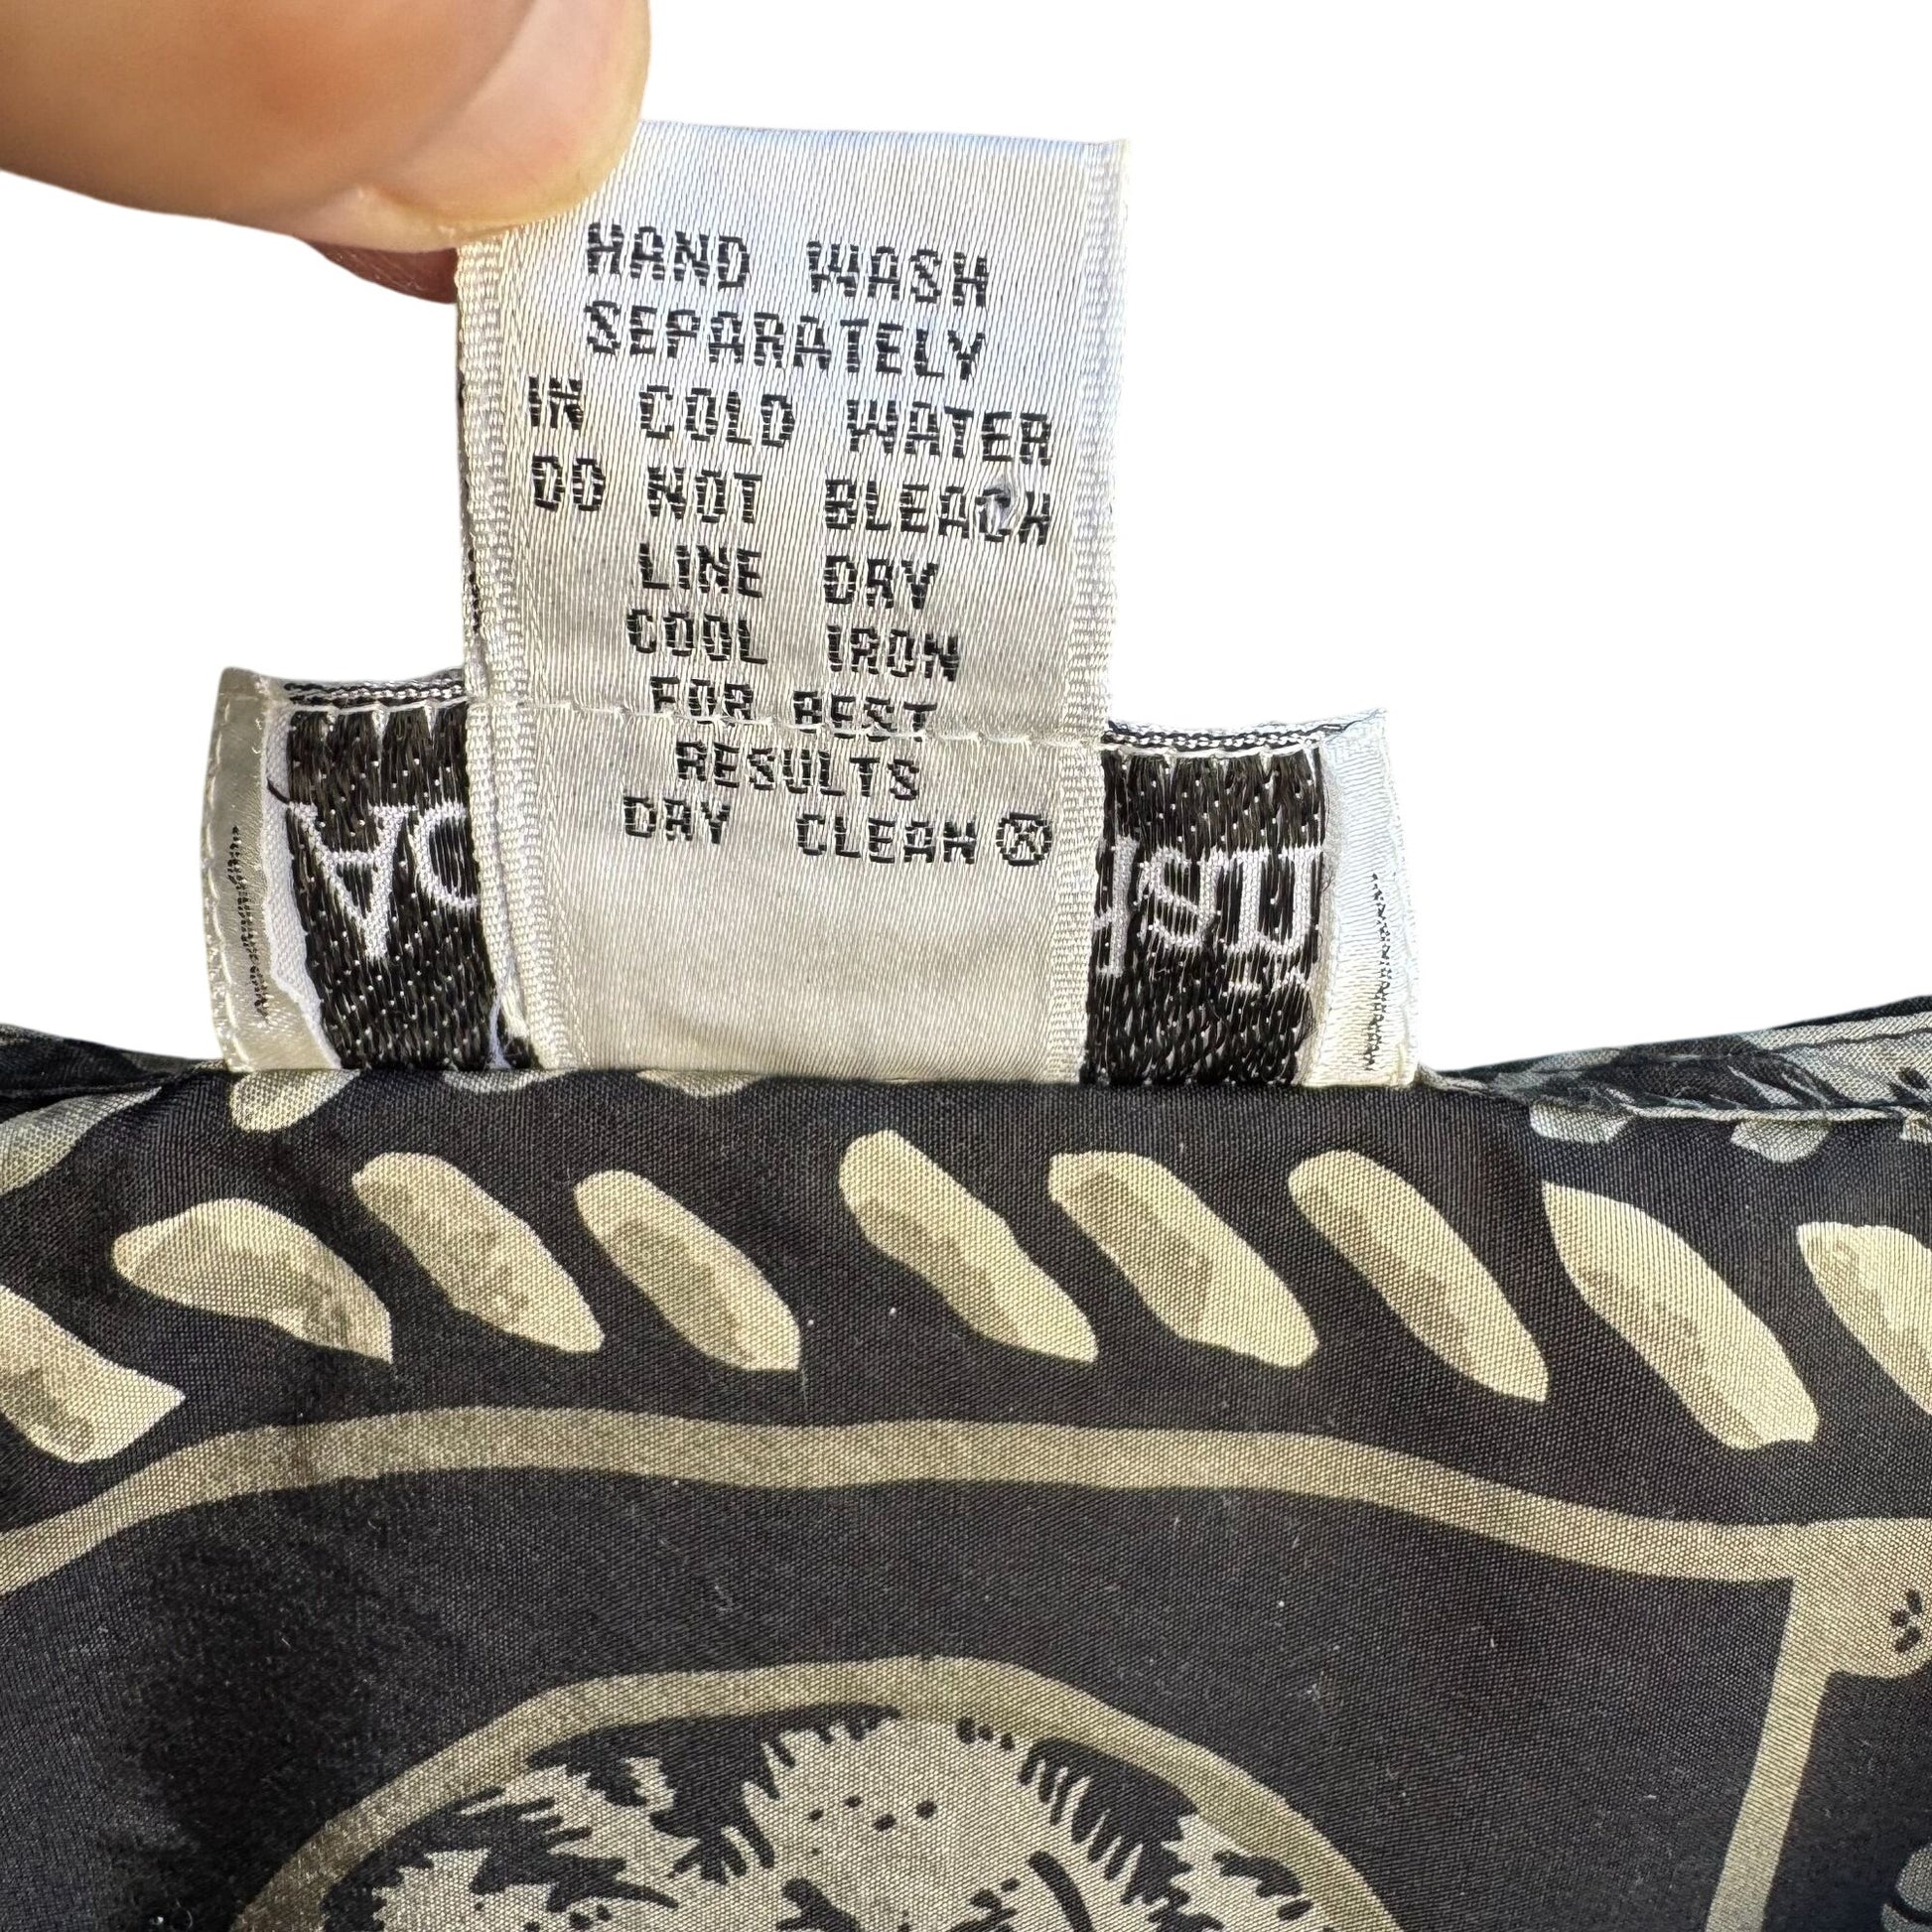 HAND WASH
SEPARATELY
IN COLD WATER
DO NOT BLEACH
LINE DRY
COOL IRON
FOR BEST
RESULTS
DRY CLEAN Ⓧ